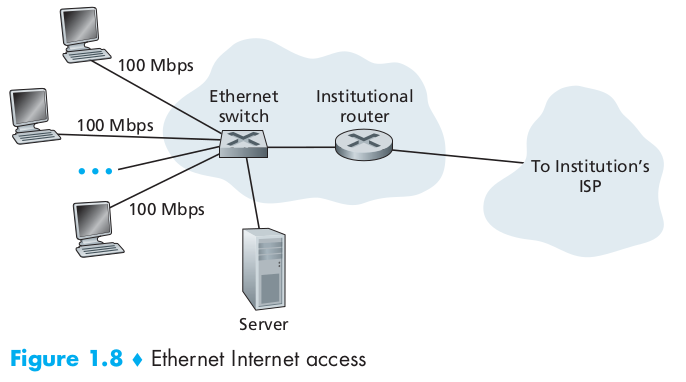 100 Mbps
Ethernet
switch
Institutional
router
100 Mbps
To Institution's
ISP
100 Mbps
Server
Figure 1.8 ♦ Ethernet Internet access